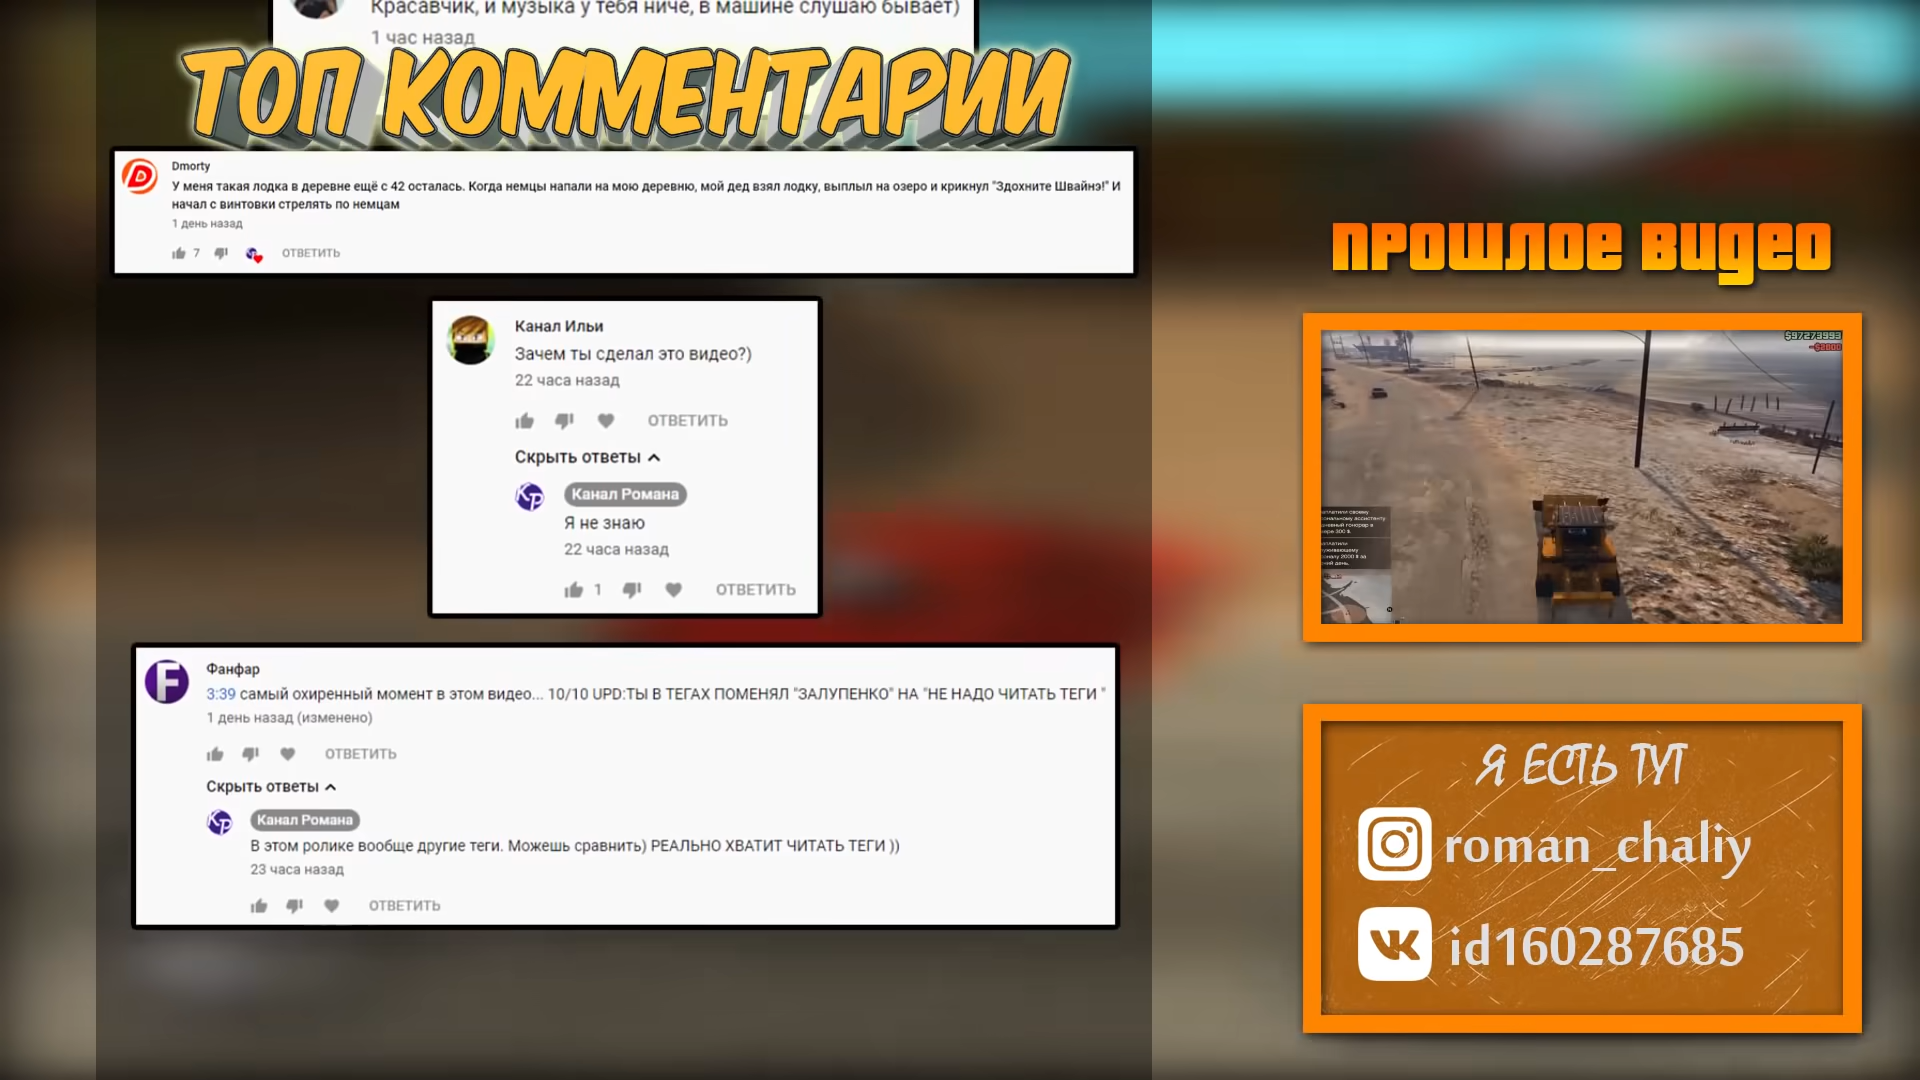 Красавчик, и музыка у тебя ниче, в машине слушаю бывает)
1 час назад
ТОП КОММЕНТАРИИ
Dmorty
У меня такая лодка в деревне ещё с 42 осталась. Когда немцы напали на мою деревню, мой дед взял лодку, выплыл на озеро и крикнул "Здохните Швайнэ!" И
начал с винтовки стрелять по немцам
1 день назад
7 ОТВЕТИТЬ
Канал Ильи
Зачем ты сделал это видео?)
22 часа назад
ОТВЕТИТЬ
Скрыть ответы
Kp Канал Романа
Я не знаю
22 часа назад
1 ОТВЕТИТЬ
F
Фанфар
3:39 самый охиренный момент в этом видео... 10/10 UPD:ТЫ В ТЕГАХ ПОМЕНЯЛ "ЗАЛУПЕНКО" НА "НЕ НАДО ЧИТАТЬ ТЕГИ "
1 день назад (изменено)
ОТВЕТИТЬ
Скрыть ответы
Kp Канал Романа
В этом ролике вообще другие теги. Можешь сравнить) РЕАЛЬНО ХВАТИТ ЧИТАТЬ ТЕГИ ))
23 часа назад
ОТВЕТИТЬ
ПРОШЛОЕ ВИДЕО
$97273993
-$2000
Я ЕСТЬ ТУТ
roman_chaliy
id160287685